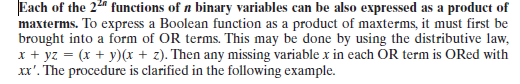 Each of the 2²ⁿ functions of n binary variables can be also expressed as a product of
maxterms. To express a Boolean function as a product of maxterms, it must first be
brought into a form of OR terms. This may be done by using the distributive law,
x + yz = (x + y)(x + z). Then any missing variable x in each OR term is ORed with
xx′. The procedure is clarified in the following example.